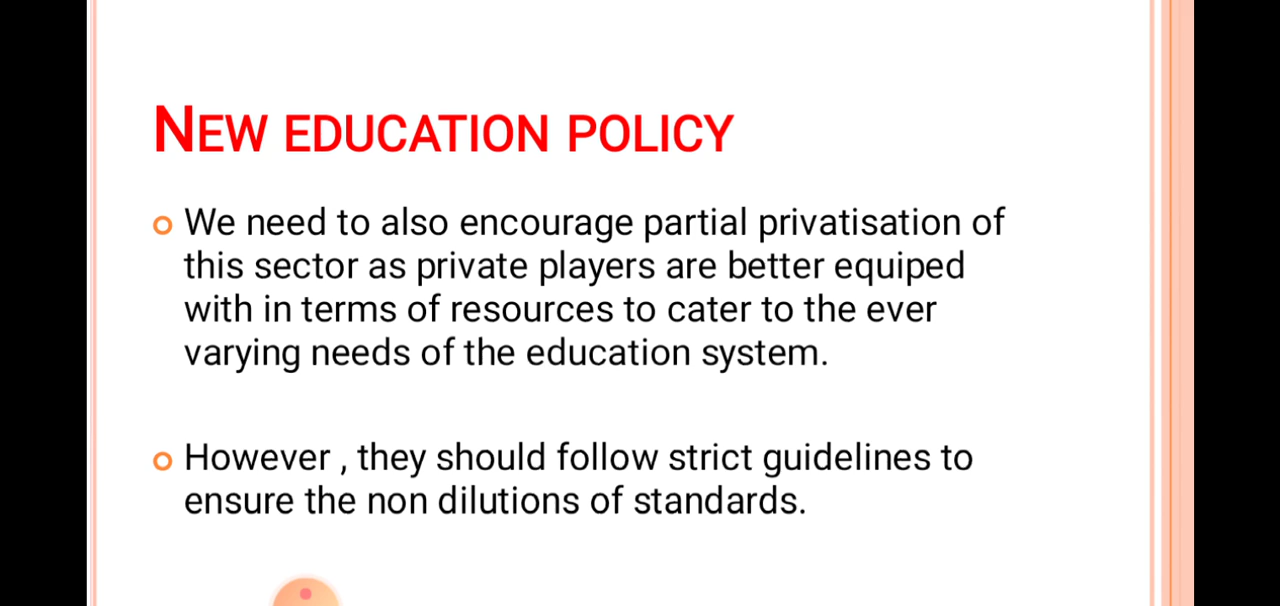 NEW EDUCATION POLICY
We need to also encourage partial privatisation of
this sector as private players are better equiped
with in terms of resources to cater to the ever
varying needs of the education system.
However , they should follow strict guidelines to
ensure the non dilutions of standards.